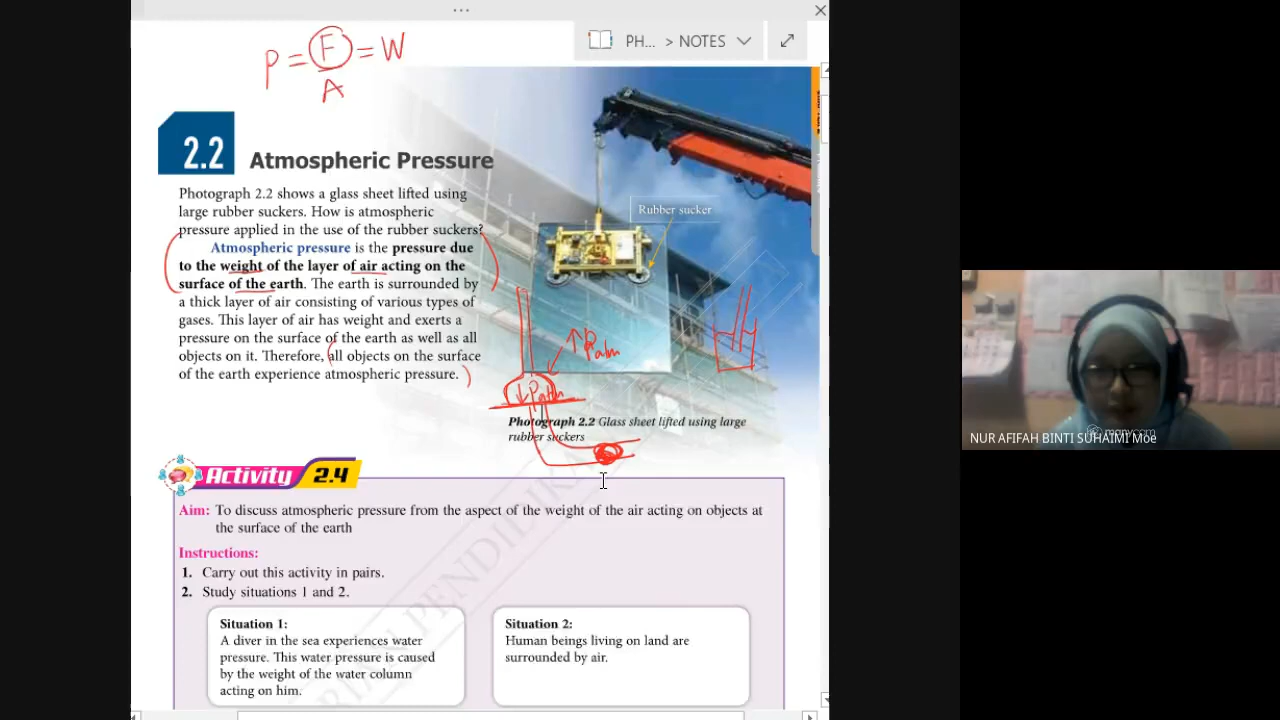 PH... > NOTES
P = F = W
A
2.2
Atmospheric Pressure
Photograph 2.2 shows a glass sheet lifted using
large rubber suckers. How is atmospheric
pressure applied in the use of the rubber suckers?
Atmospheric pressure is the pressure due
to the weight of the layer of air acting on the
surface of the earth. The earth is surrounded by
a thick layer of air consisting of various types of
gases. This layer of air has weight and exerts a
pressure on the surface of the earth as well as all
objects on it. Therefore, all objects on the surface
of the earth experience atmospheric pressure.
Rubber sucker
Patm
Patm
Photograph 2.2 Glass sheet lifted using large
rubber suckers
Activity 2.4
Aim: To discuss atmospheric pressure from the aspect of the weight of the air acting on objects at
the surface of the earth
Instructions:
1. Carry out this activity in pairs.
2. Study situations 1 and 2.
Situation 1:
A diver in the sea experiences water
pressure. This water pressure is caused
by the weight of the water column
acting on him.
Situation 2:
Human beings living on land are
surrounded by air.
NUR AFIFAH BINTI SUHAIMI Moe